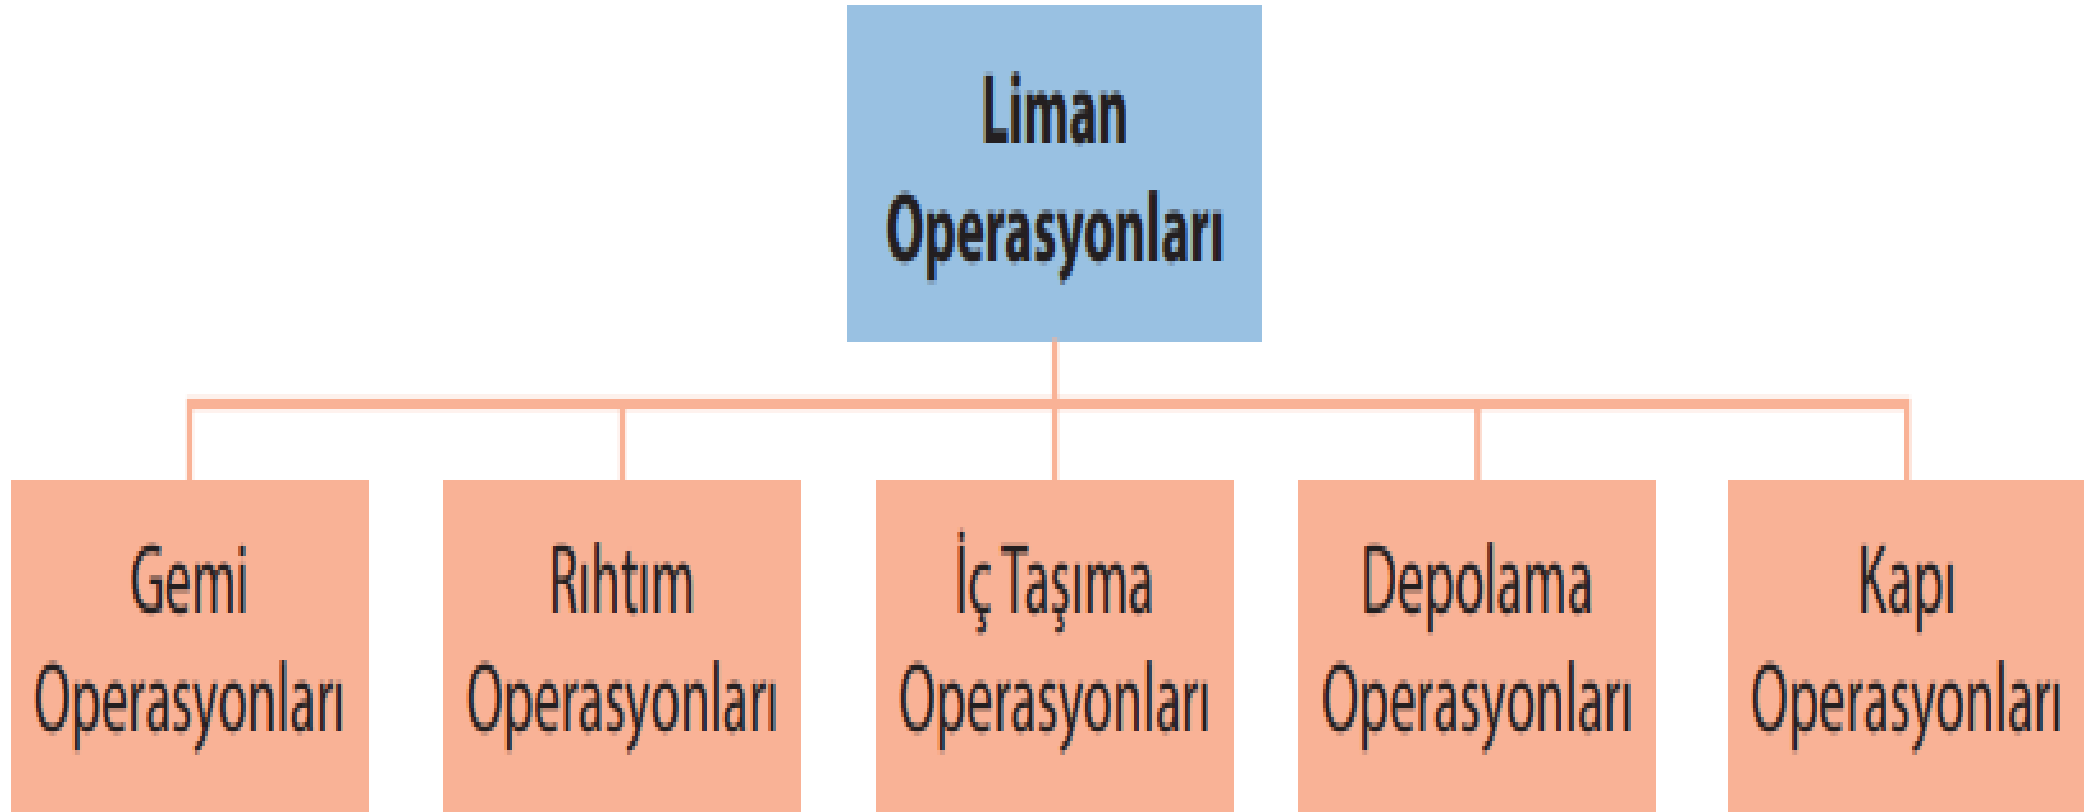 Liman
Operasyonları
Gemi
Operasyonları
Rıhtım
Operasyonları
İç Taşıma
Operasyonları
Depolama
Operasyonları
Kapı
Operasyonları